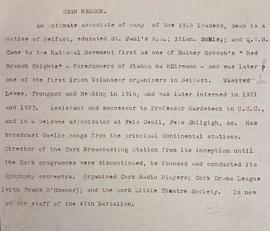 SEAN NEESON.
An intimate associate of many of the 1916 leaders, Sean is a
native of Belfast, educated St. Paul's N.S.; Xtian. Schls; and Q.C.B.
Came to the National Movement first as one of Bulmer Hobson's "Red
Branch Knights" - forerunners of Fianna na hEireann - and was later
one of the first Irish Volunteer organisers in Belfast. Visited
Lewes, Frongoch and Reading in 1916, and was later interned in 1921
and 1923. Assistant and successor to Professor Hardebeck in U.C.C.,
and is a welcome adjudicator at Feis Ceoil, Feis Shligigh, &c. Has
broadcast Gaelic songs from the principal Continental stations.
Director of the Cork Broadcasting Station from its inception until
the Cork programmes were discontinued, he founded and conducted its
Symphony orchestra. Organised Cork Radio Players; Cork Drama League
(with Frank O'Connor); and the Cork Little Theatre Society. Is now
on the staff of 47th Battalion.